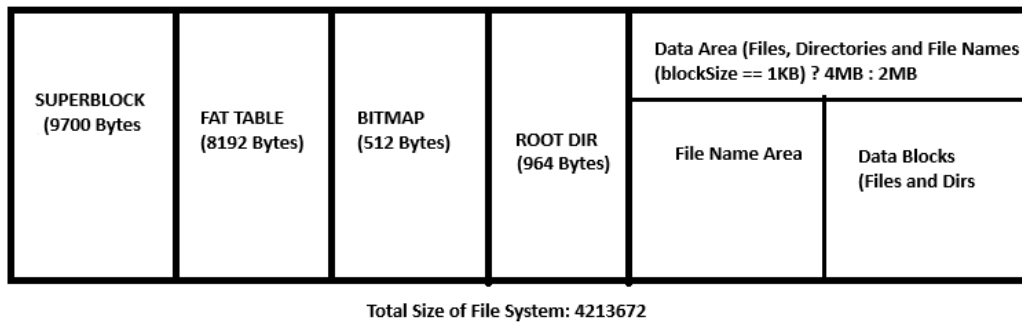 SUPERBLOCK
(9700 Bytes
FAT TABLE
(8192 Bytes)
BITMAP
(512 Bytes)
ROOT DIR
(964 Bytes)
Data Area (Files, Directories and File Names
(blockSize == 1KB) ? 4MB : 2MB
File Name Area
Data Blocks
(Files and Dirs
Total Size of File System: 4213672